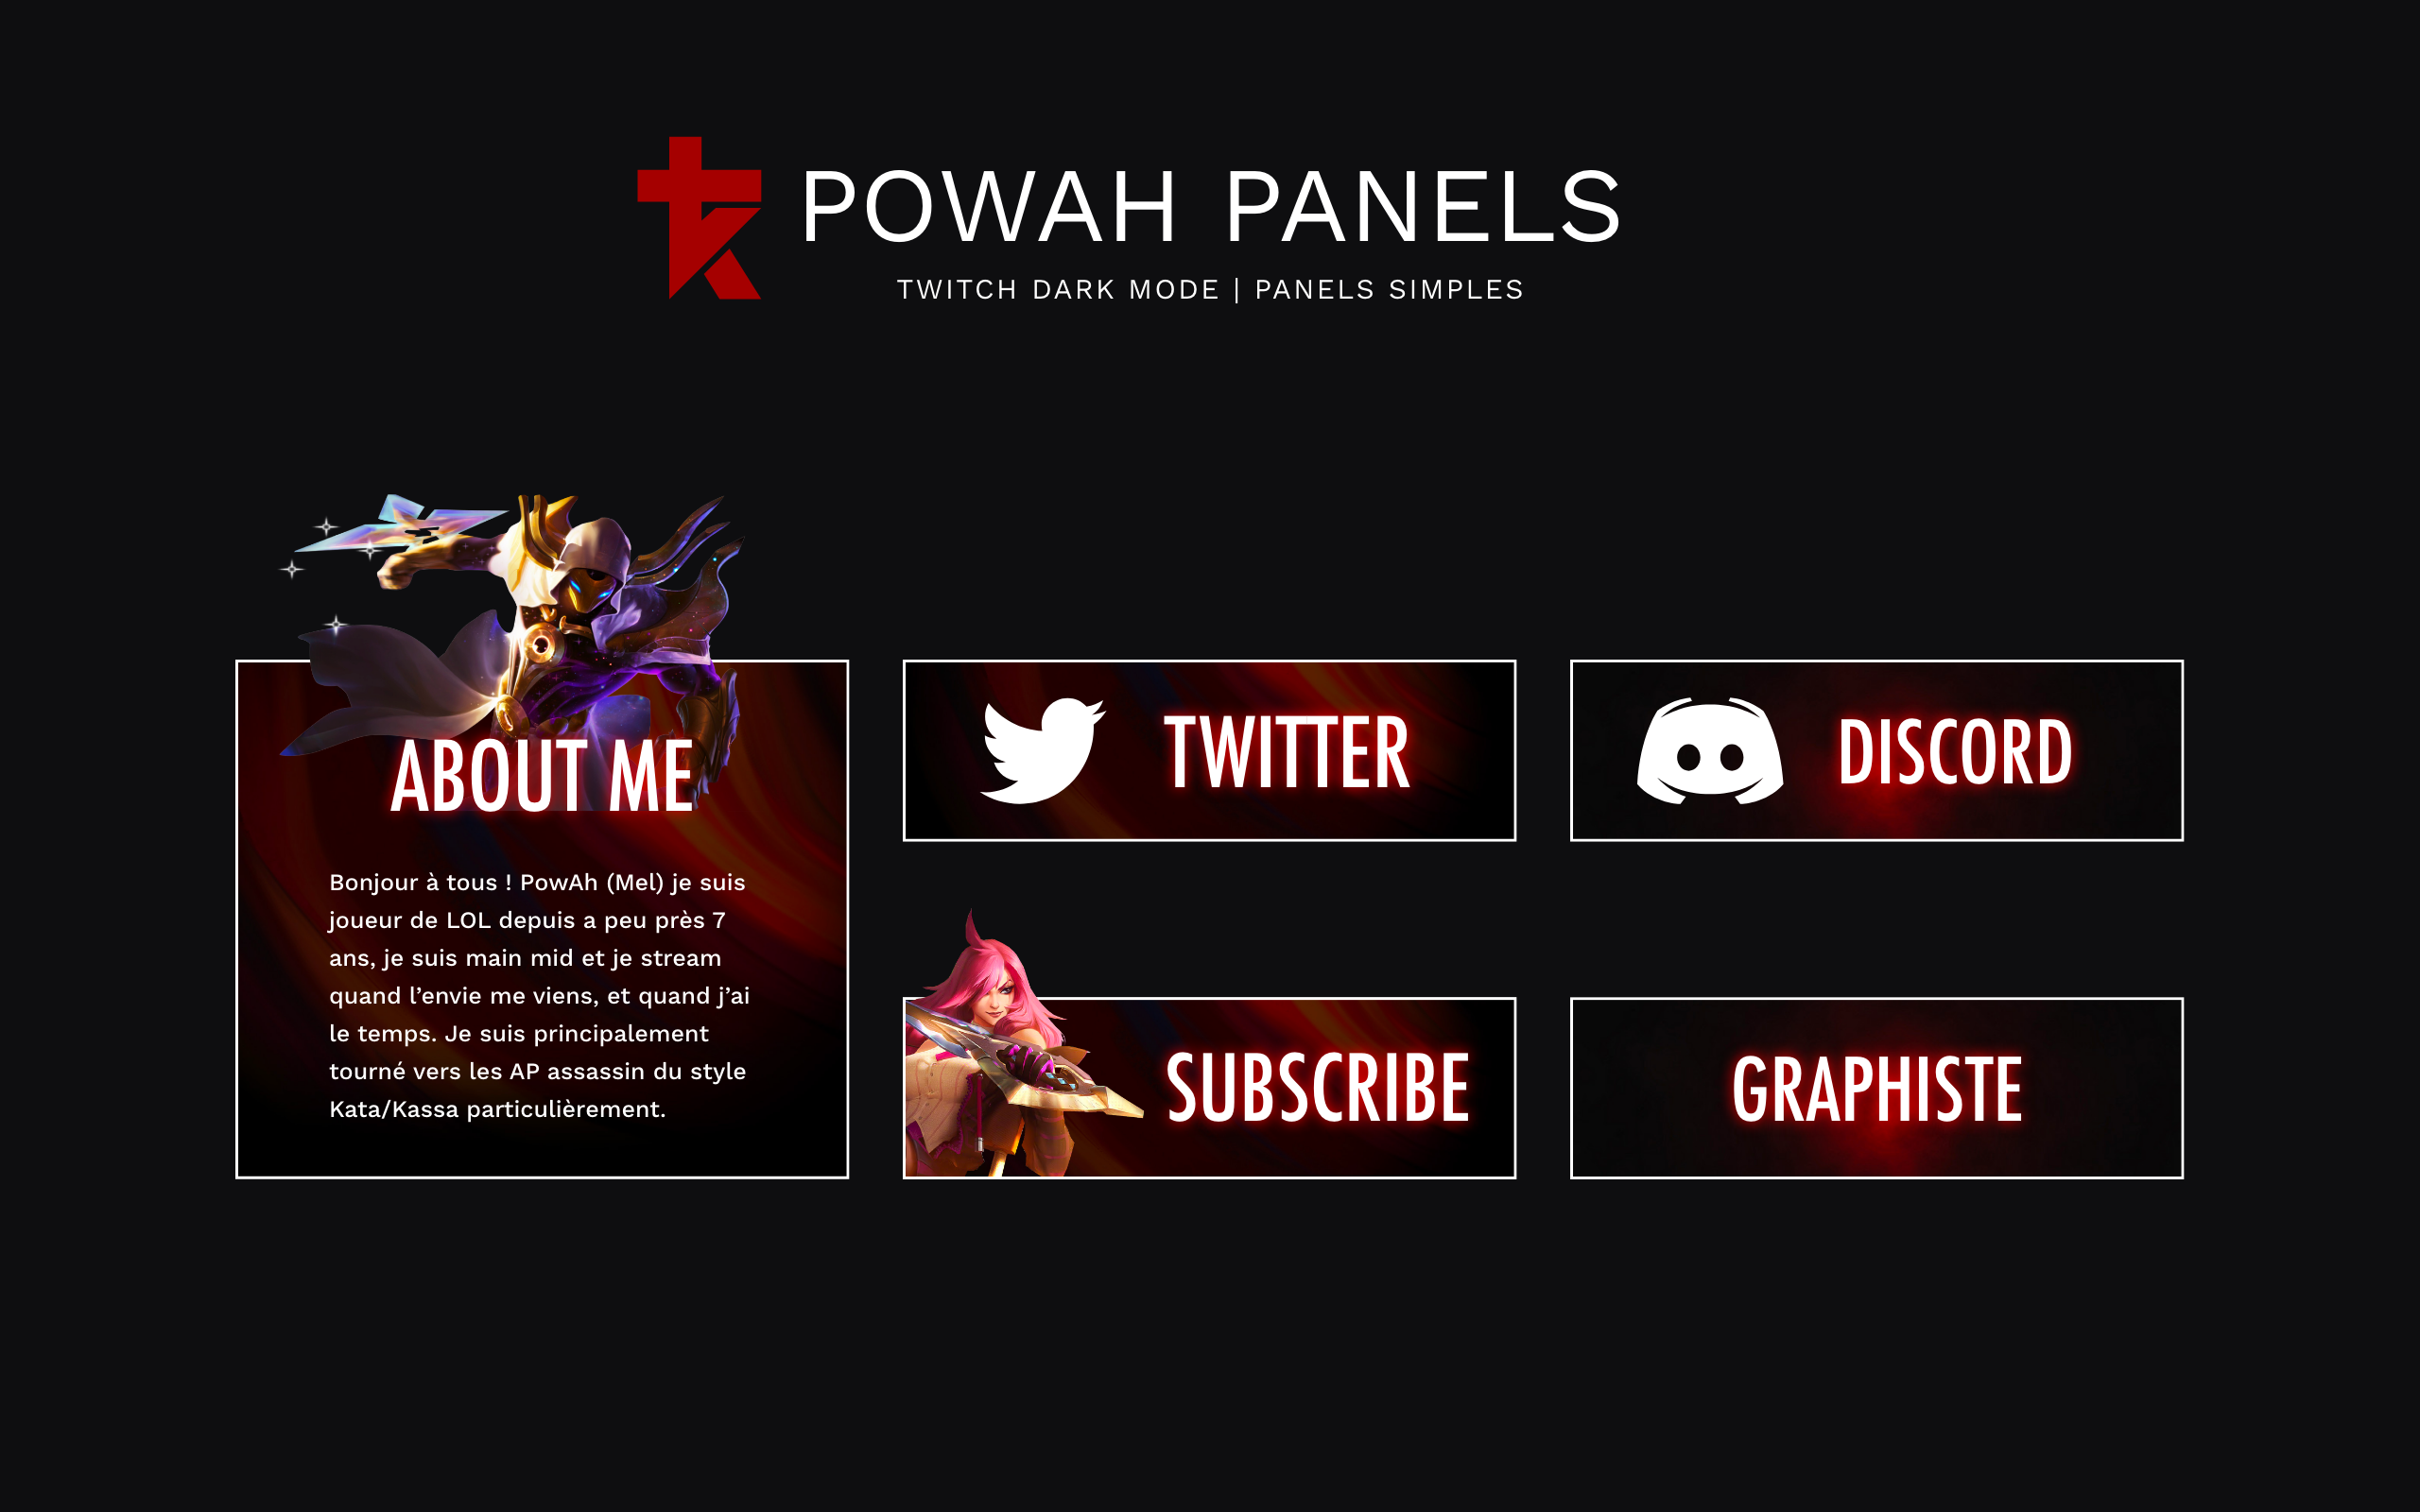 POWAH PANELS
TWITCH DARK MODE | PANELS SIMPLES
ABOUT ME
Bonjour à tous ! PowAh (Mel) je suis
joueur de LOL depuis a peu près 7
ans, je suis main mid et je stream
quand l’envie me viens, et quand j’ai
le temps. Je suis principalement
tourné vers les AP assassin du style
Kata/Kassa particulièrement.
TWITTER
DISCORD
SUBSCRIBE
GRAPHISTE